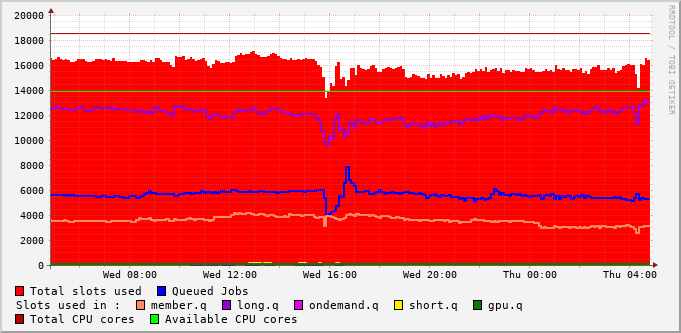 20000
18000
16000
14000
12000
10000
8000
6000
4000
2000
0
Wed 08:00 Wed 12:00 Wed 16:00 Wed 20:00 Thu 00:00 Thu 04:00
Total slots used Queued Jobs
Slots used in : member.q long.q ondemand.q short.q gpu.q
Total CPU cores Available CPU cores
RRDTOOL / TOBI OETIKER